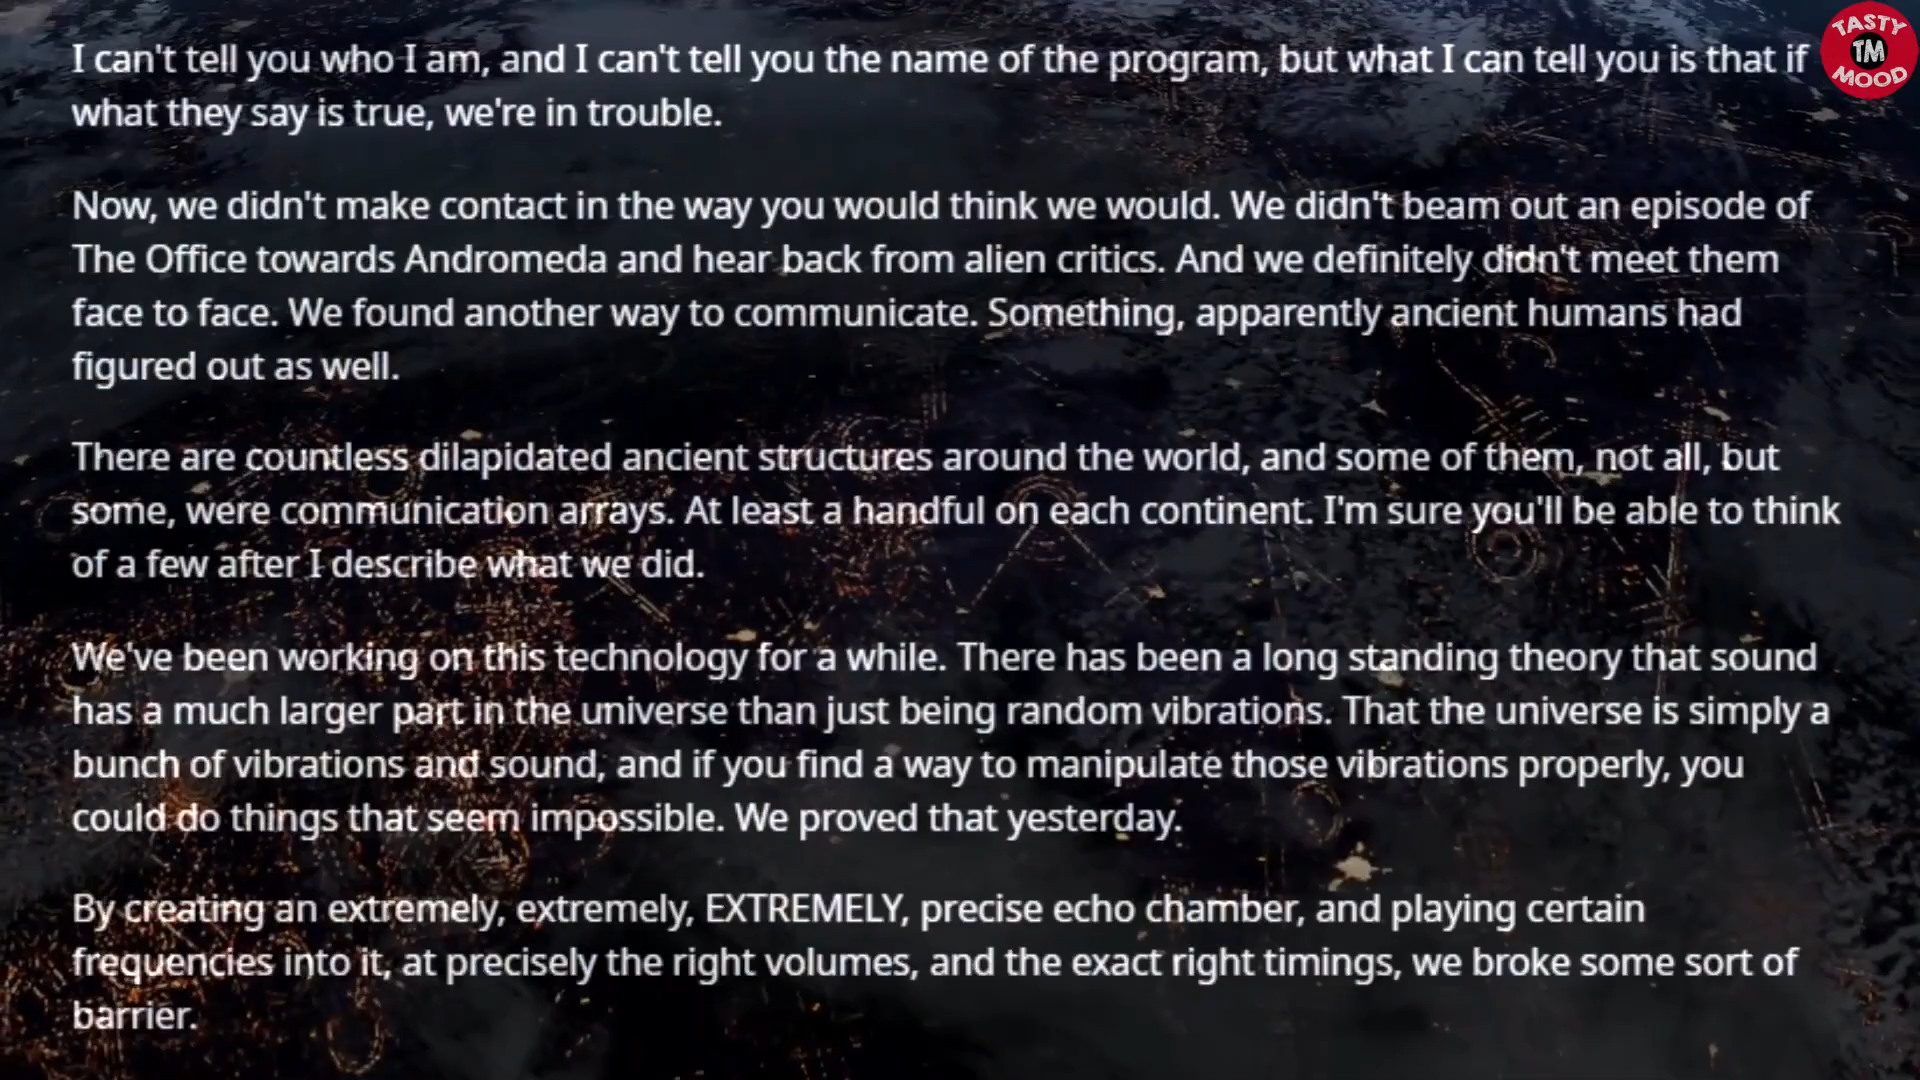 I can't tell you who I am, and I can't tell you the name of the program, but what I can tell you is that if
what they say is true, we're in trouble.
Now, we didn't make contact in the way you would think we would. We didn't beam out an episode of
The Office towards Andromeda and hear back from alien critics. And we definitely didn't meet them
face to face. We found another way to communicate. Something, apparently ancient humans had
figured out as well.
There are countless dilapidated ancient structures around the world, and some of them, not all, but
some, were communication arrays. At least a handful on each continent. I'm sure you'll be able to think
of a few after I describe what we did.
We've been working on this technology for a while. There has been a long standing theory that sound
has a much larger part in the universe than just being random vibrations. That the universe is simply a
bunch of vibrations and sound, and if you find a way to manipulate those vibrations properly, you
could do things that seem impossible. We proved that yesterday.
By creating an extremely, extremely, EXTREMELY, precise echo chamber, and playing certain
frequencies into it, at precisely the right volumes, and the exact right timings, we broke some sort of
barrier.
TASTY
TM
MOOD